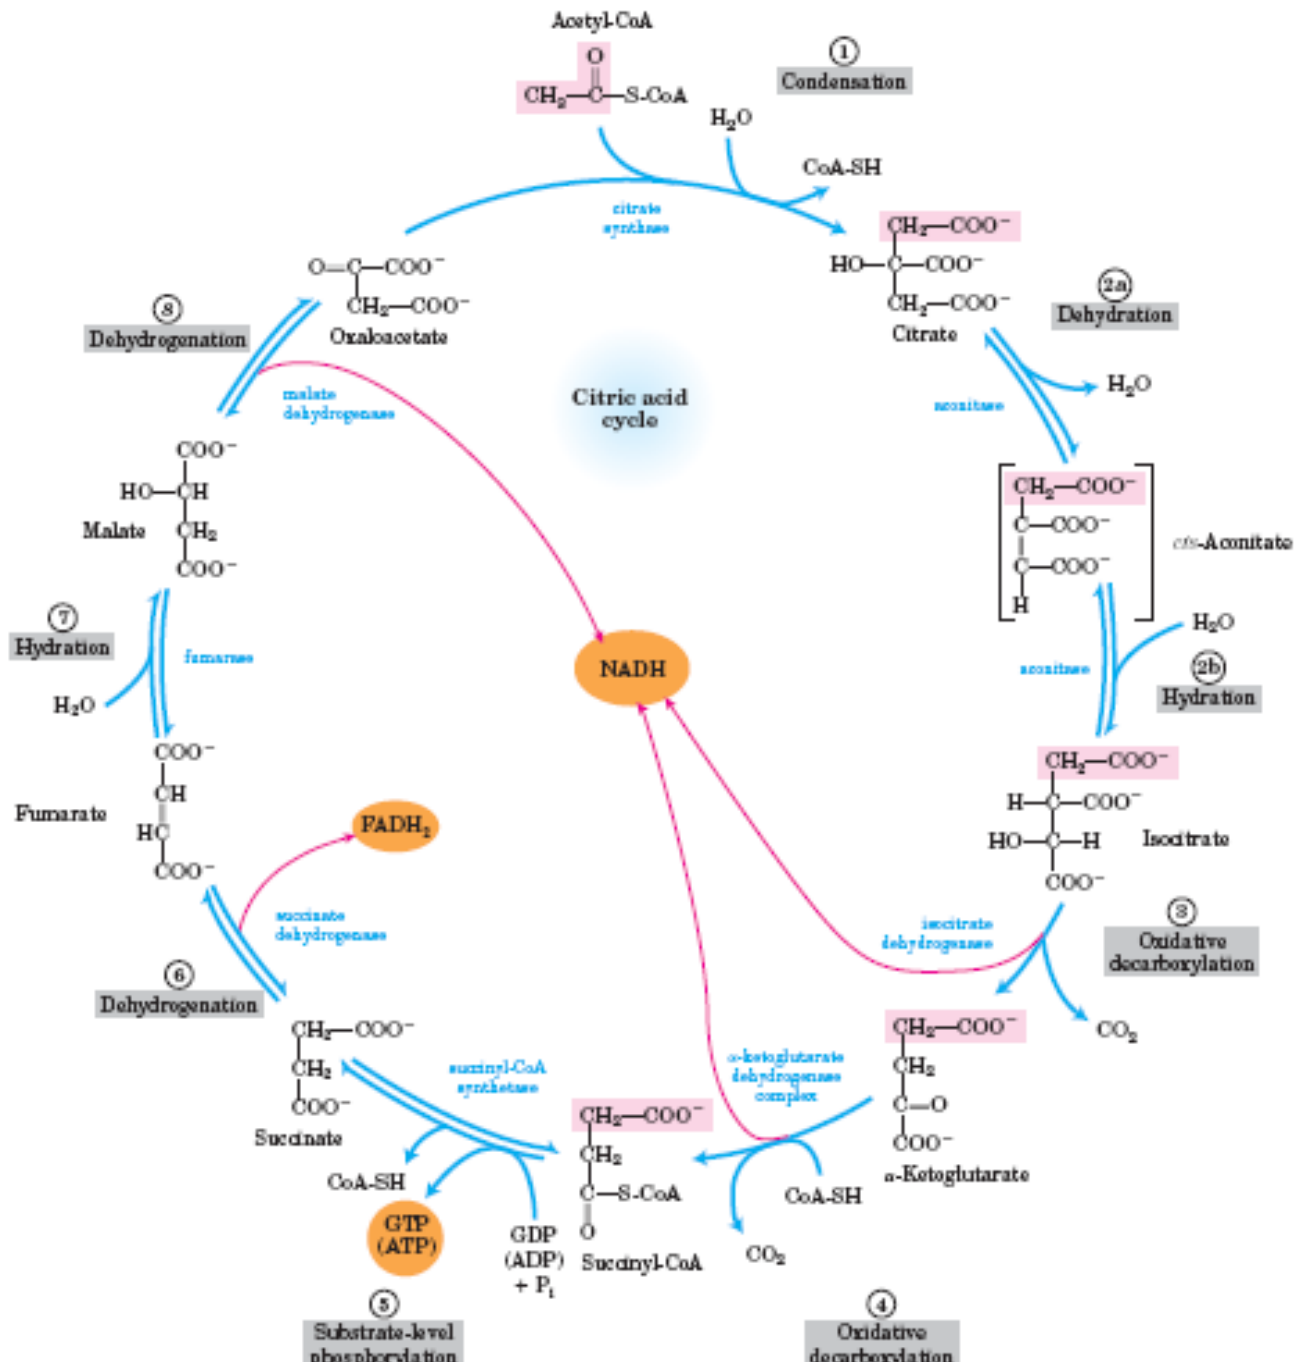 Acetyl-CoA
O
CH₂—C—S-CoA
①
Condensation
H₂O
CoA-SH
citrate
synthase
CH₂—COO⁻
HO—C—COO⁻
CH₂—COO⁻
Citrate
2a
Dehydration
H₂O
aconitase
O=C—COO⁻
CH₂—COO⁻
Oxaloacetate
⑧
Dehydrogenation
malate
dehydrogenase
Citric acid
cycle
CH₂—COO⁻
C—COO⁻
C—COO⁻
H
cis-Aconitate
COO⁻
HO—CH
Malate
CH₂
COO⁻
⑦
Hydration
fumarase
H₂O
NADH
aconitase
H₂O
2b
Hydration
COO⁻
CH
HC
COO⁻
Fumarate
FADH₂
CH₂—COO⁻
H—C—COO⁻
HO—C—H
COO⁻
Isocitrate
succinate
dehydrogenase
isocitrate
dehydrogenase
③
Oxidative
decarboxylation
⑥
Dehydrogenation
CO₂
CH₂—COO⁻
CH₂
COO⁻
Succinate
succinyl-CoA
synthetase
α-ketoglutarate
dehydrogenase
complex
CH₂—COO⁻
CH₂
C—O
COO⁻
α-Ketoglutarate
CH₂—COO⁻
CH₂
C—S-CoA
O
Succinyl-CoA
CoA-SH
CoA-SH
CO₂
GTP
(ATP)
GDP
(ADP)
+ Pᵢ
⑤
Substrate-level
phosphorylation
④
Oxidative
decarboxylation